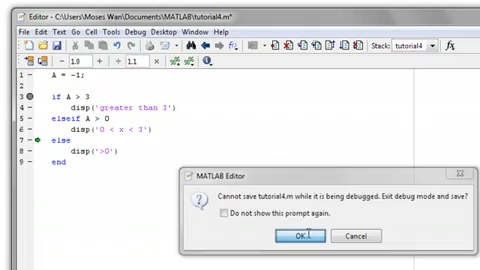 Editor - C:\Users\Moses Wan\Documents\MATLAB\tutorial4.m*
File Edit Text Go Cell Tools Debug Desktop Window Help
Stack: tutorial4 fx
1.0 1.1
1 A = -1;
2
3 if A > 3
4 disp('greater than 3')
5 elseif A > 0
6 disp('0 < x < 3')
7 else
8 disp('>0')
9 end
MATLAB Editor
Cannot save tutorial4.m while it is being debugged. Exit debug mode and save?
Do not show this prompt again.
OK Cancel